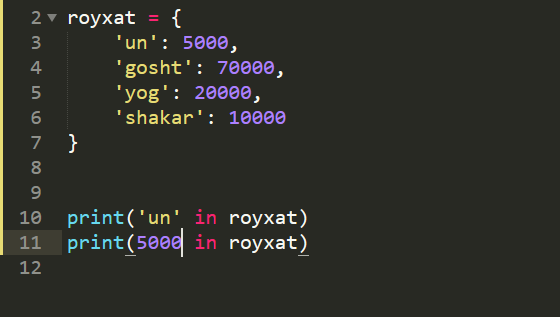 2 royxat = {
3     'un': 5000,
4     'gosht': 70000,
5     'yog': 20000,
6     'shakar': 10000
7 }
8
9
10 print('un' in royxat)
11 print(5000 in royxat)
12